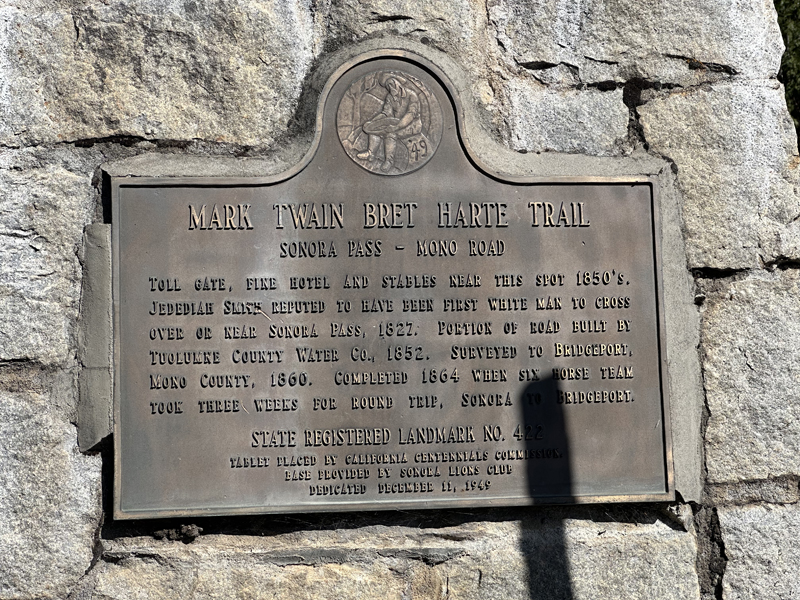 '49
MARK TWAIN BRET HARTE TRAIL
SONORA PASS – MONO ROAD
TOLL GATE, FINE HOTEL AND STABLES NEAR THIS SPOT 1850'S.
JEDEDIAH SMITH REPUTED TO HAVE BEEN FIRST WHITE MAN TO CROSS
OVER OR NEAR SONORA PASS, 1827. PORTION OF ROAD BUILT BY
TUOLUMNE COUNTY WATER CO., 1852. SURVEYED TO BRIDGEPORT,
MONO COUNTY, 1860. COMPLETED 1864 WHEN SIX HORSE TEAM
TOOK THREE WEEKS FOR ROUND TRIP, SONORA TO BRIDGEPORT.
STATE REGISTERED LANDMARK NO. 422
TABLET PLACED BY CALIFORNIA CENTENNIALS COMMISSION.
BASE PROVIDED BY SONORA LIONS CLUB
DEDICATED DECEMBER 11, 1949